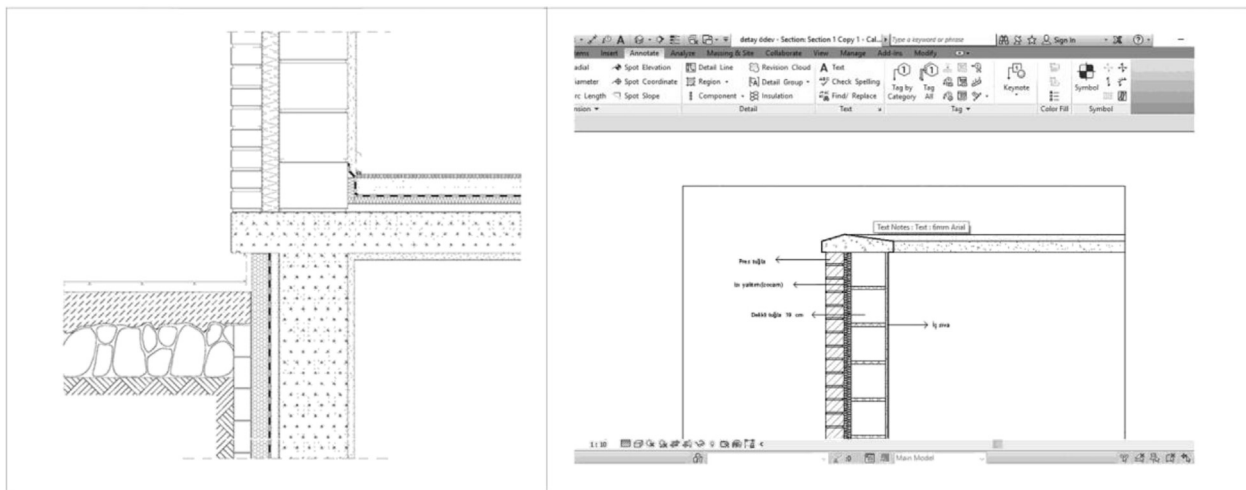 detay ödev - Section: Section 1 Copy 1 - Cal...
Type a keyword or phrase
Sign In
Insert Annotate Analyze Massing & Site Collaborate View Manage Add-Ins Modify
Spot Elevation Detail Line Revision Cloud A Text
Spot Coordinate Region Detail Group Check Spelling
Length Spot Slope Component Insulation Find/ Replace
Tag by Category
Tag All
Keynote
Symbol
Detail Text Tag Color Fill Symbol
Text Notes : Text : 6mm Arial
Pres tuğla
Isı yalıtımı
Delikli tuğla 19 cm
İç sıva
1 : 10
:0 Main Model